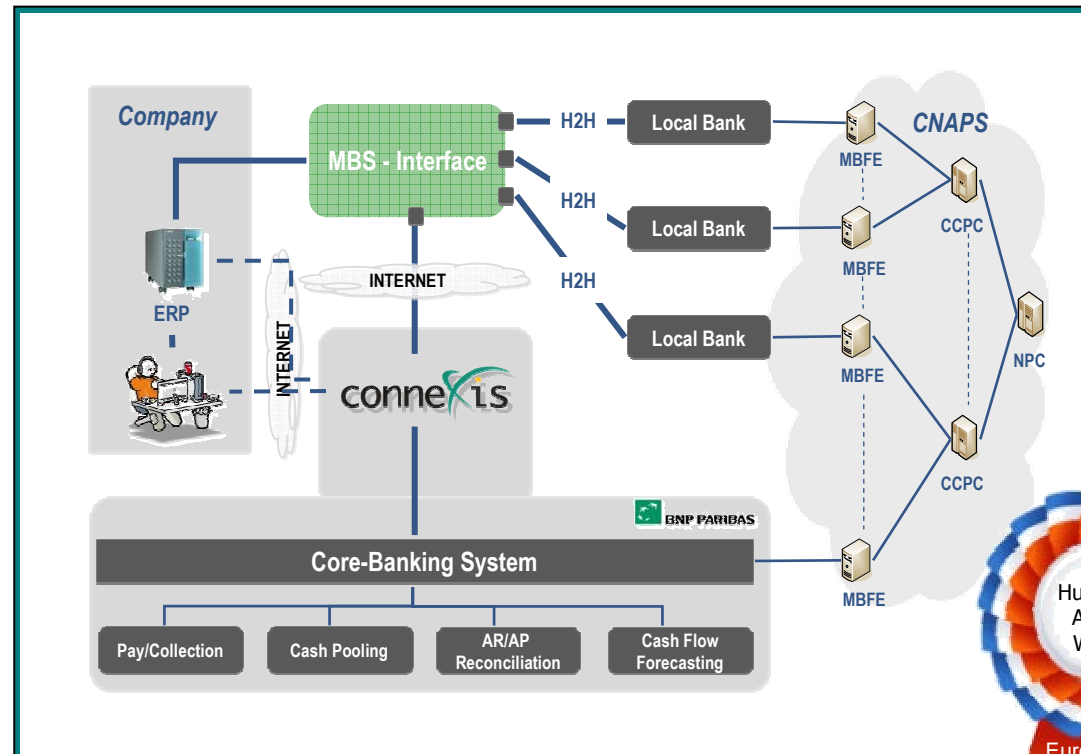 Company
MBS - Interface
H2H
Local Bank
CNAPS
MBFE
H2H
Local Bank
CCPC
MBFE
INTERNET
H2H
ERP
INTERNET
Local Bank
MBFE
NPC
connexis
CCPC
BNP PARIBAS
Core-Banking System
MBFE
Pay/Collection
Cash Pooling
AR/AP
Reconciliation
Cash Flow
Forecasting